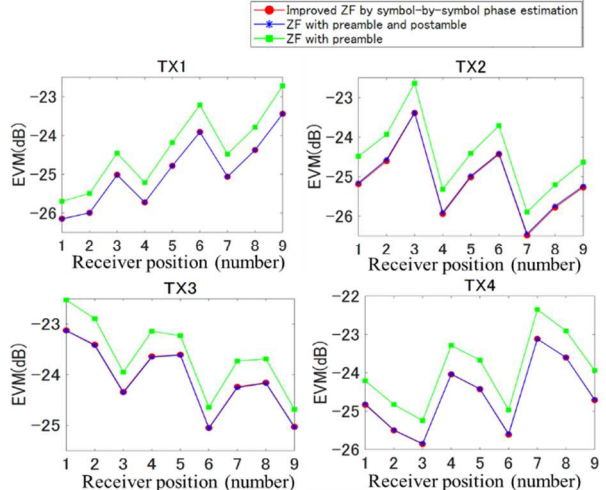 Improved ZF by symbol-by-symbol phase estimation
ZF with preamble and postamble
ZF with preamble
TX1
EVM(dB)
-23
-24
-25
-26
1 2 3 4 5 6 7 8 9
Receiver position (number)
TX2
EVM(dB)
-23
-24
-25
-26
1 2 3 4 5 6 7 8 9
Receiver position (number)
TX3
EVM(dB)
-23
-24
-25
1 2 3 4 5 6 7 8 9
Receiver position (number)
TX4
EVM(dB)
-22
-23
-24
-25
-26
1 2 3 4 5 6 7 8 9
Receiver position (number)